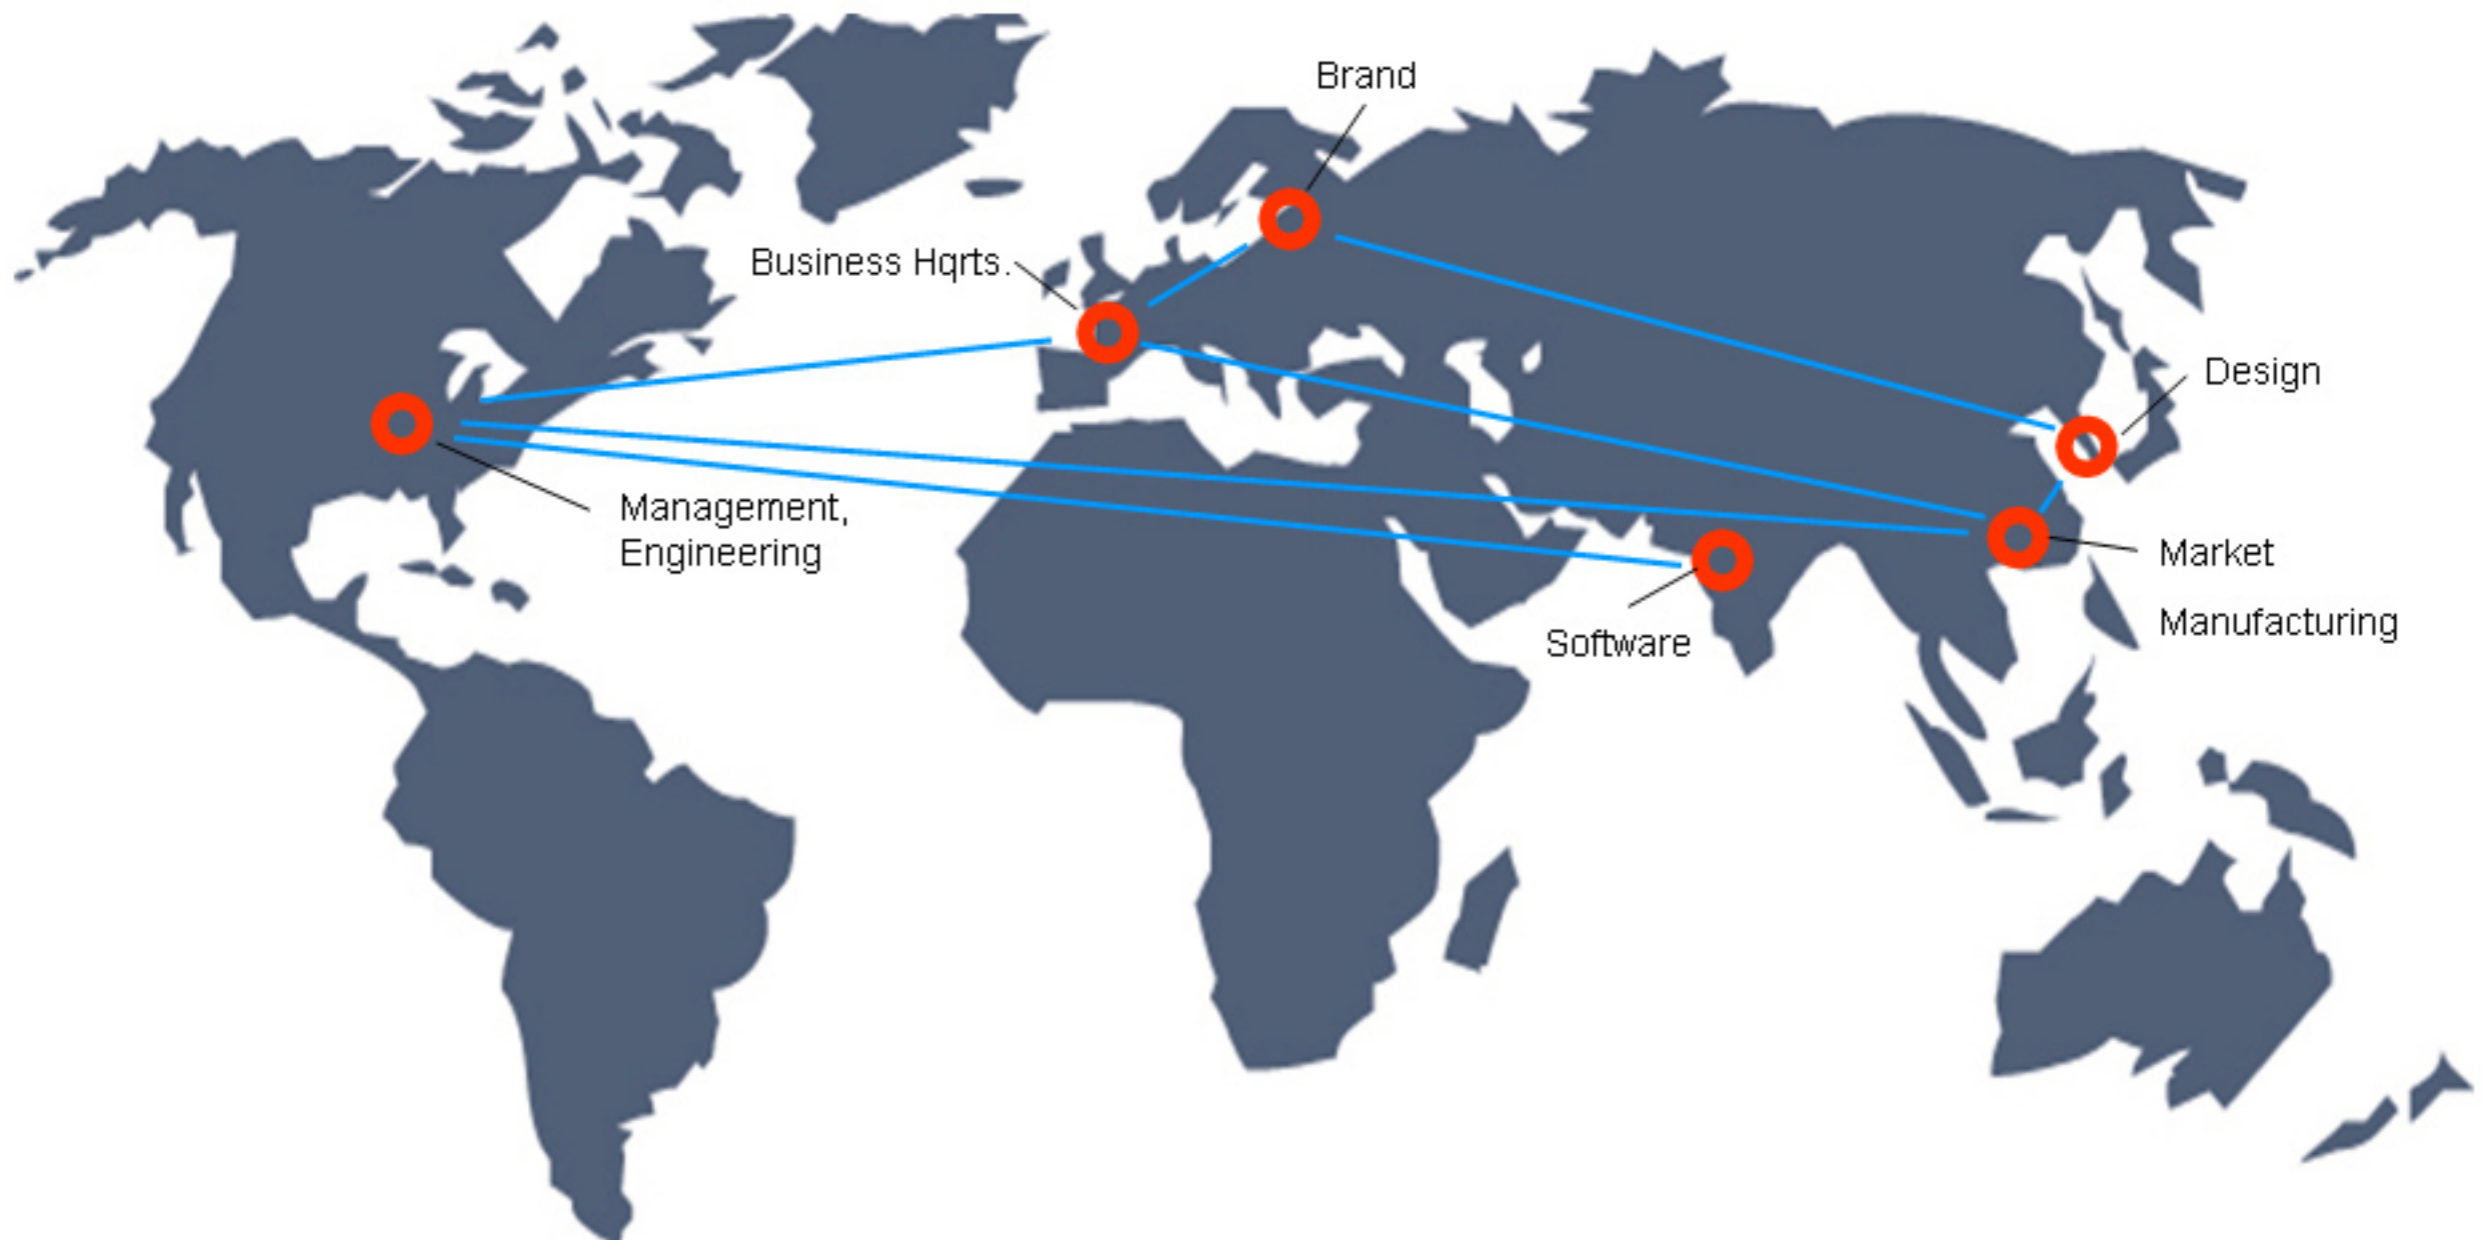 Brand
Business Hqrts.
Design
Management,
Engineering
Market
Manufacturing
Software